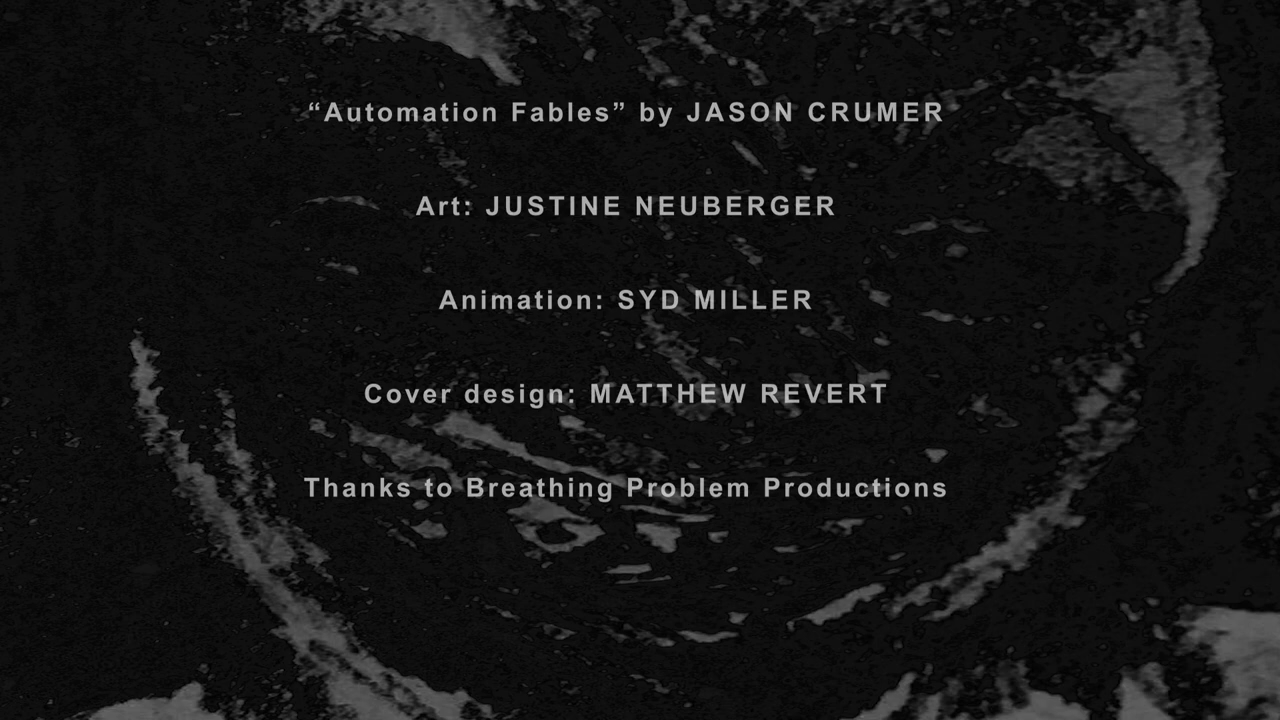 “Automation Fables” by JASON CRUMER
Art: JUSTINE NEUBERGER
Animation: SYD MILLER
Cover design: MATTHEW REVERT
Thanks to Breathing Problem Productions